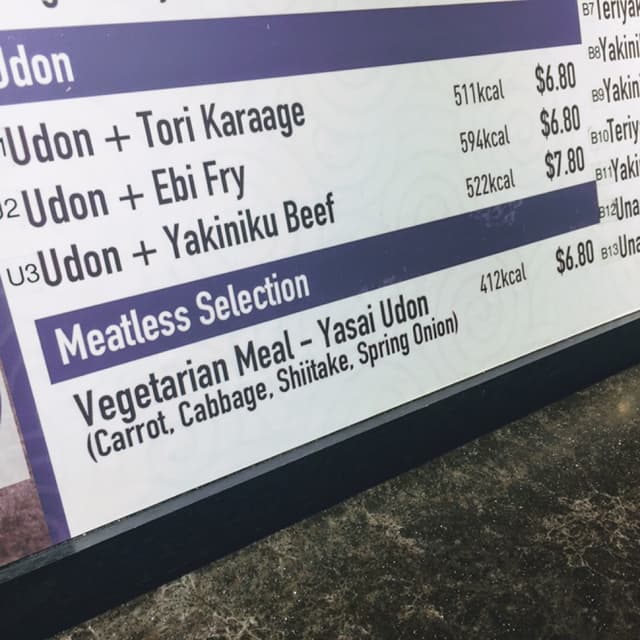 Udon
U1 Udon + Tori Karaage 511kcal $6.80
U2 Udon + Ebi Fry 594kcal $6.80
U3 Udon + Yakiniku Beef 522kcal $7.80
Meatless Selection
Vegetarian Meal – Yasai Udon 412kcal $6.80
(Carrot, Cabbage, Shiitake, Spring Onion)
B7 Teriya
B8 Yakini
B9 Yakin
B10 Teriy
B11 Yaki
B12 Una
B13 Una